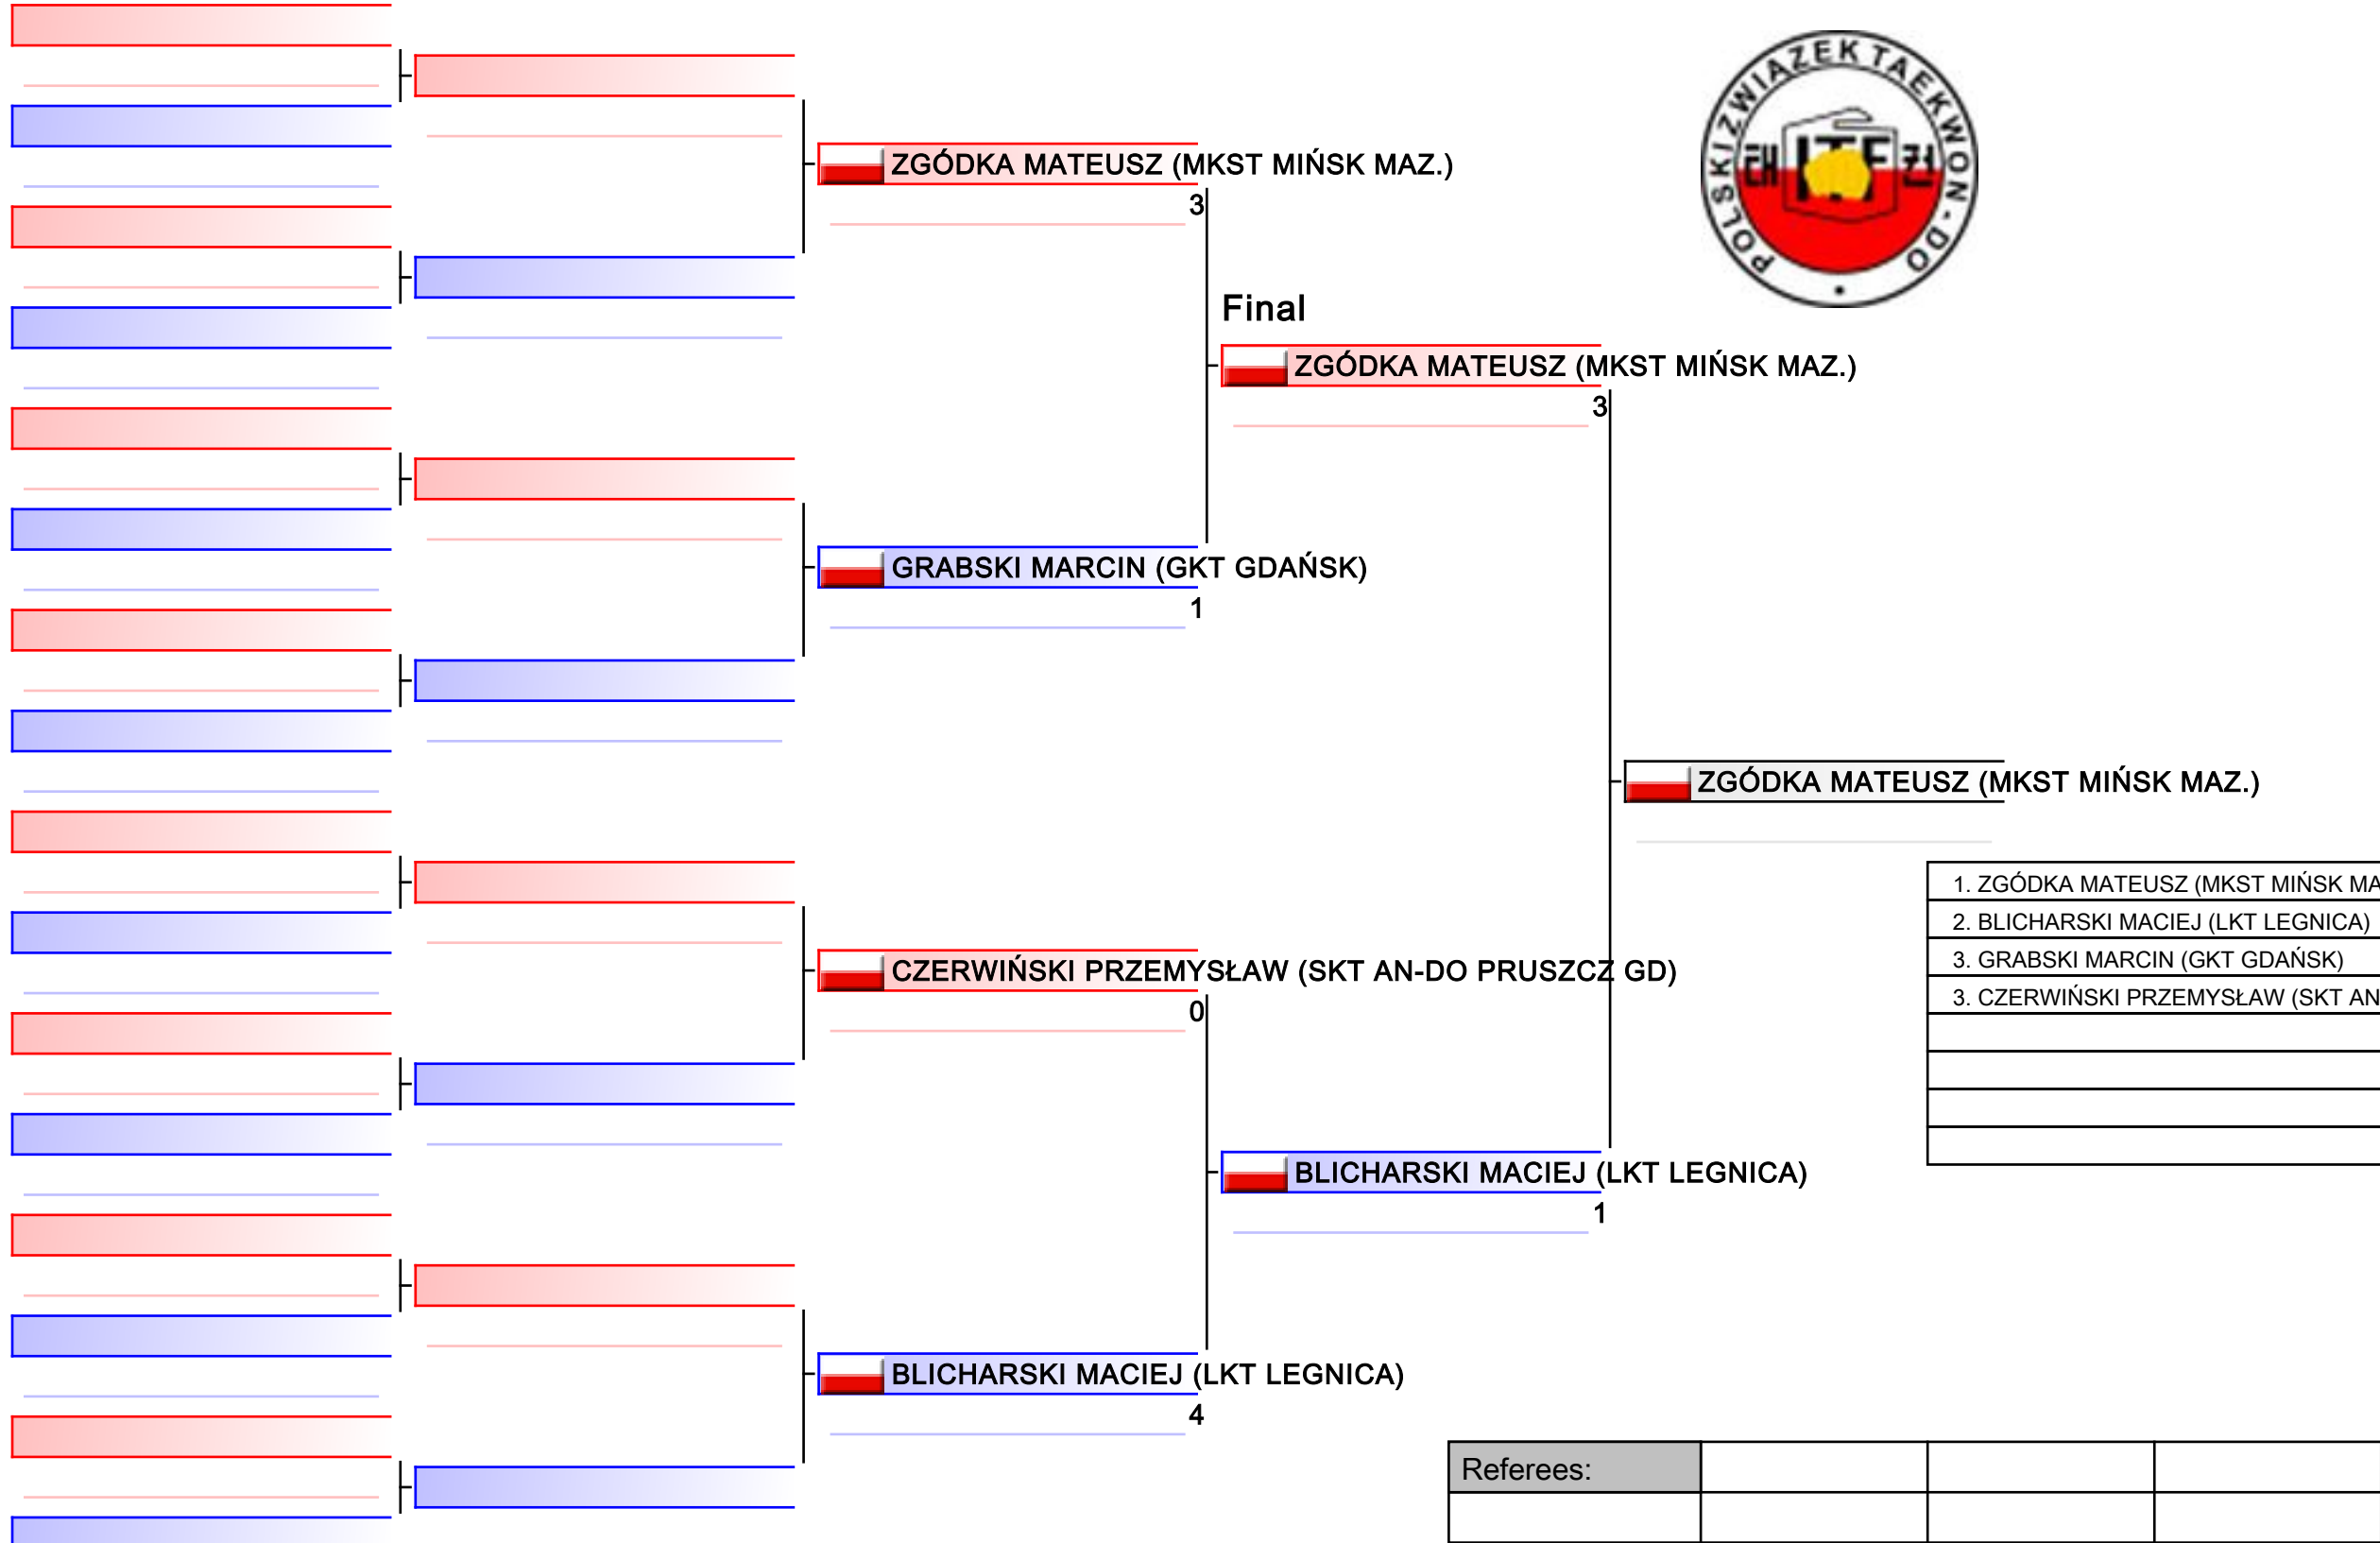 POLSKI ZWIAZEK TAEKWON-DO
ITF
ZGÓDKA MATEUSZ (MKST MIŃSK MAZ.)
3
Final
ZGÓDKA MATEUSZ (MKST MIŃSK MAZ.)
3
GRABSKI MARCIN (GKT GDAŃSK)
1
ZGÓDKA MATEUSZ (MKST MIŃSK MAZ.)
1. ZGÓDKA MATEUSZ (MKST MIŃSK MA
2. BLICHARSKI MACIEJ (LKT LEGNICA)
3. GRABSKI MARCIN (GKT GDAŃSK)
3. CZERWIŃSKI PRZEMYSŁAW (SKT AN
CZERWIŃSKI PRZEMYSŁAW (SKT AN-DO PRUSZCZ GD)
0
BLICHARSKI MACIEJ (LKT LEGNICA)
1
BLICHARSKI MACIEJ (LKT LEGNICA)
4
Referees: